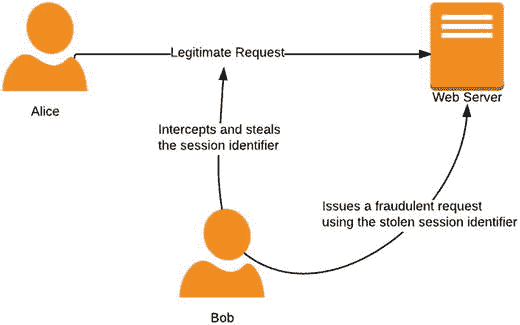 Legitimate Request
Alice
Web Server
Intercepts and steals
the session identifier
Issues a fraudulent request
using the stolen session identifier
Bob